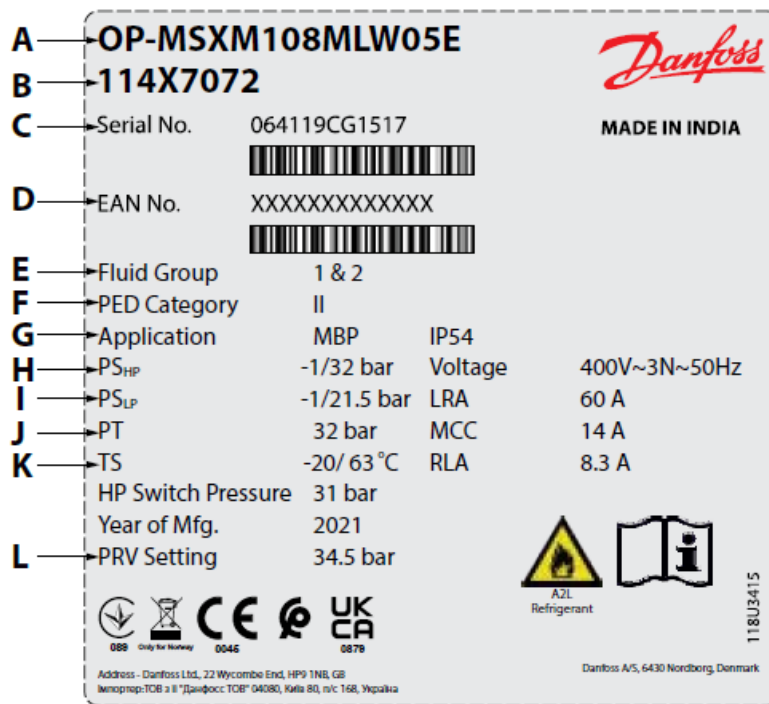 A OP-MSXM108MLW05E
Danfoss
B 114X7072
C Serial No. 064119CG1517
MADE IN INDIA
D EAN No. XXXXXXXXXXXXX
E Fluid Group 1 & 2
F PED Category II
G Application MBP IP54
H PSHP -1/32 bar Voltage 400V~3N~50Hz
I PSLP -1/21.5 bar LRA 60 A
J PT 32 bar MCC 14 A
K TS -20/ 63 °C RLA 8.3 A
HP Switch Pressure 31 bar
Year of Mfg. 2021
L PRV Setting 34.5 bar
A2L
Refrigerant
118U3415
CE UK CA
089 Only for Norway 0045 0879
Address - Danfoss Ltd., 22 Wycombe End, HP9 1NB, GB
Імпортер:ТОВ з ІІ "Данфосс ТОВ" 04080, Київ 80, п/с 168, Україна
Danfoss A/S, 6430 Nordborg, Denmark